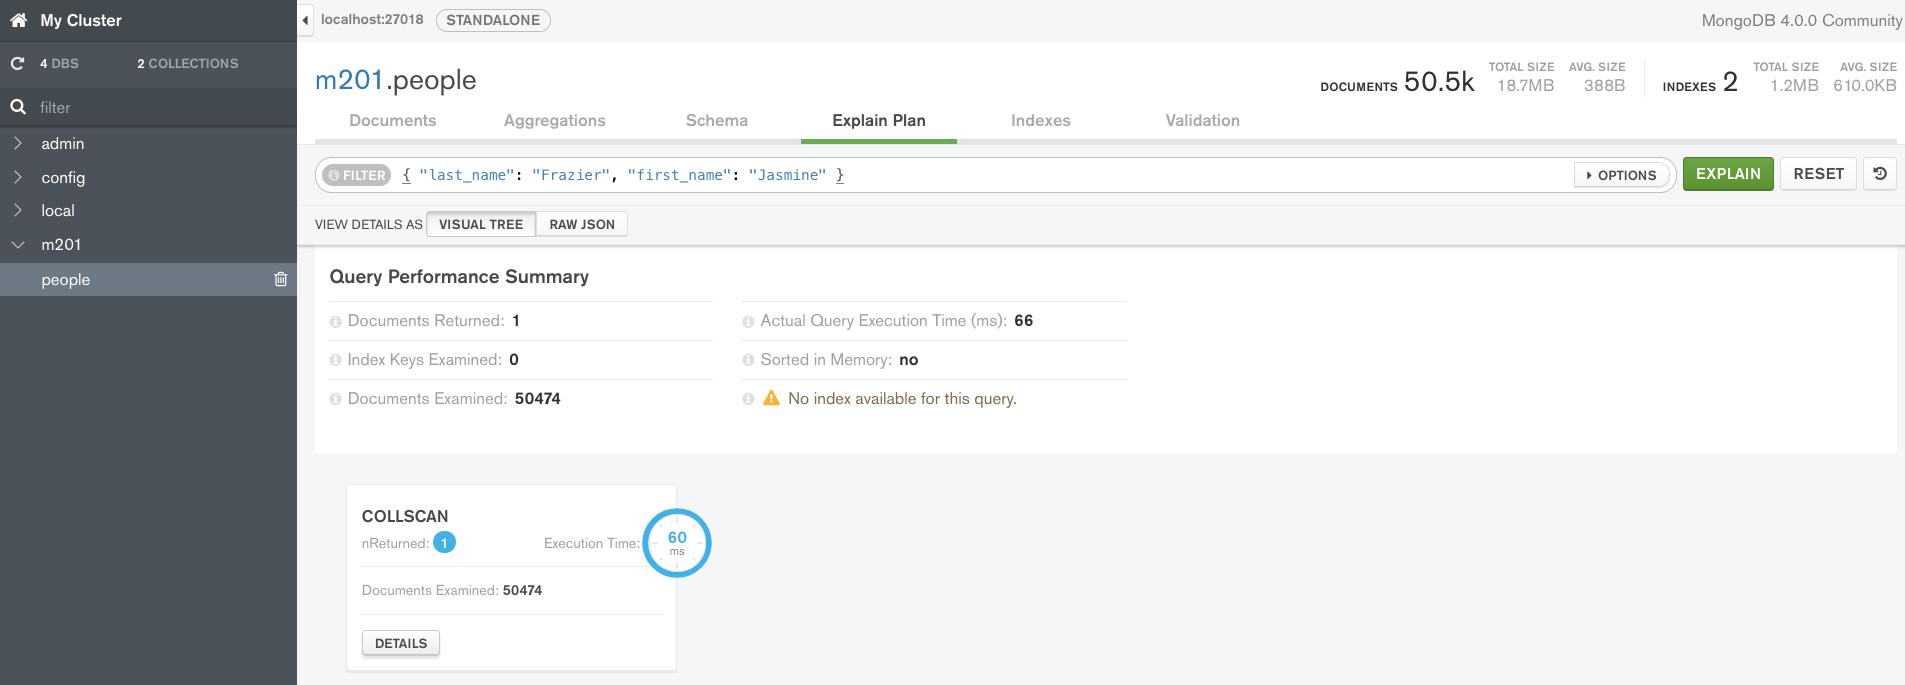 My Cluster
4 DBS 2 COLLECTIONS
filter
admin
config
local
m201
people
localhost:27018 STANDALONE MongoDB 4.0.0 Community
m201.people
DOCUMENTS 50.5k TOTAL SIZE 18.7MB AVG. SIZE 388B INDEXES 2 TOTAL SIZE 1.2MB AVG. SIZE 610.0KB
Documents Aggregations Schema Explain Plan Indexes Validation
FILTER { "last_name": "Frazier", "first_name": "Jasmine" } OPTIONS EXPLAIN RESET
VIEW DETAILS AS VISUAL TREE RAW JSON
Query Performance Summary
Documents Returned: 1 Actual Query Execution Time (ms): 66
Index Keys Examined: 0 Sorted in Memory: no
Documents Examined: 50474 No index available for this query.
COLLSCAN
nReturned: 1 Execution Time: 60 ms
Documents Examined: 50474
DETAILS